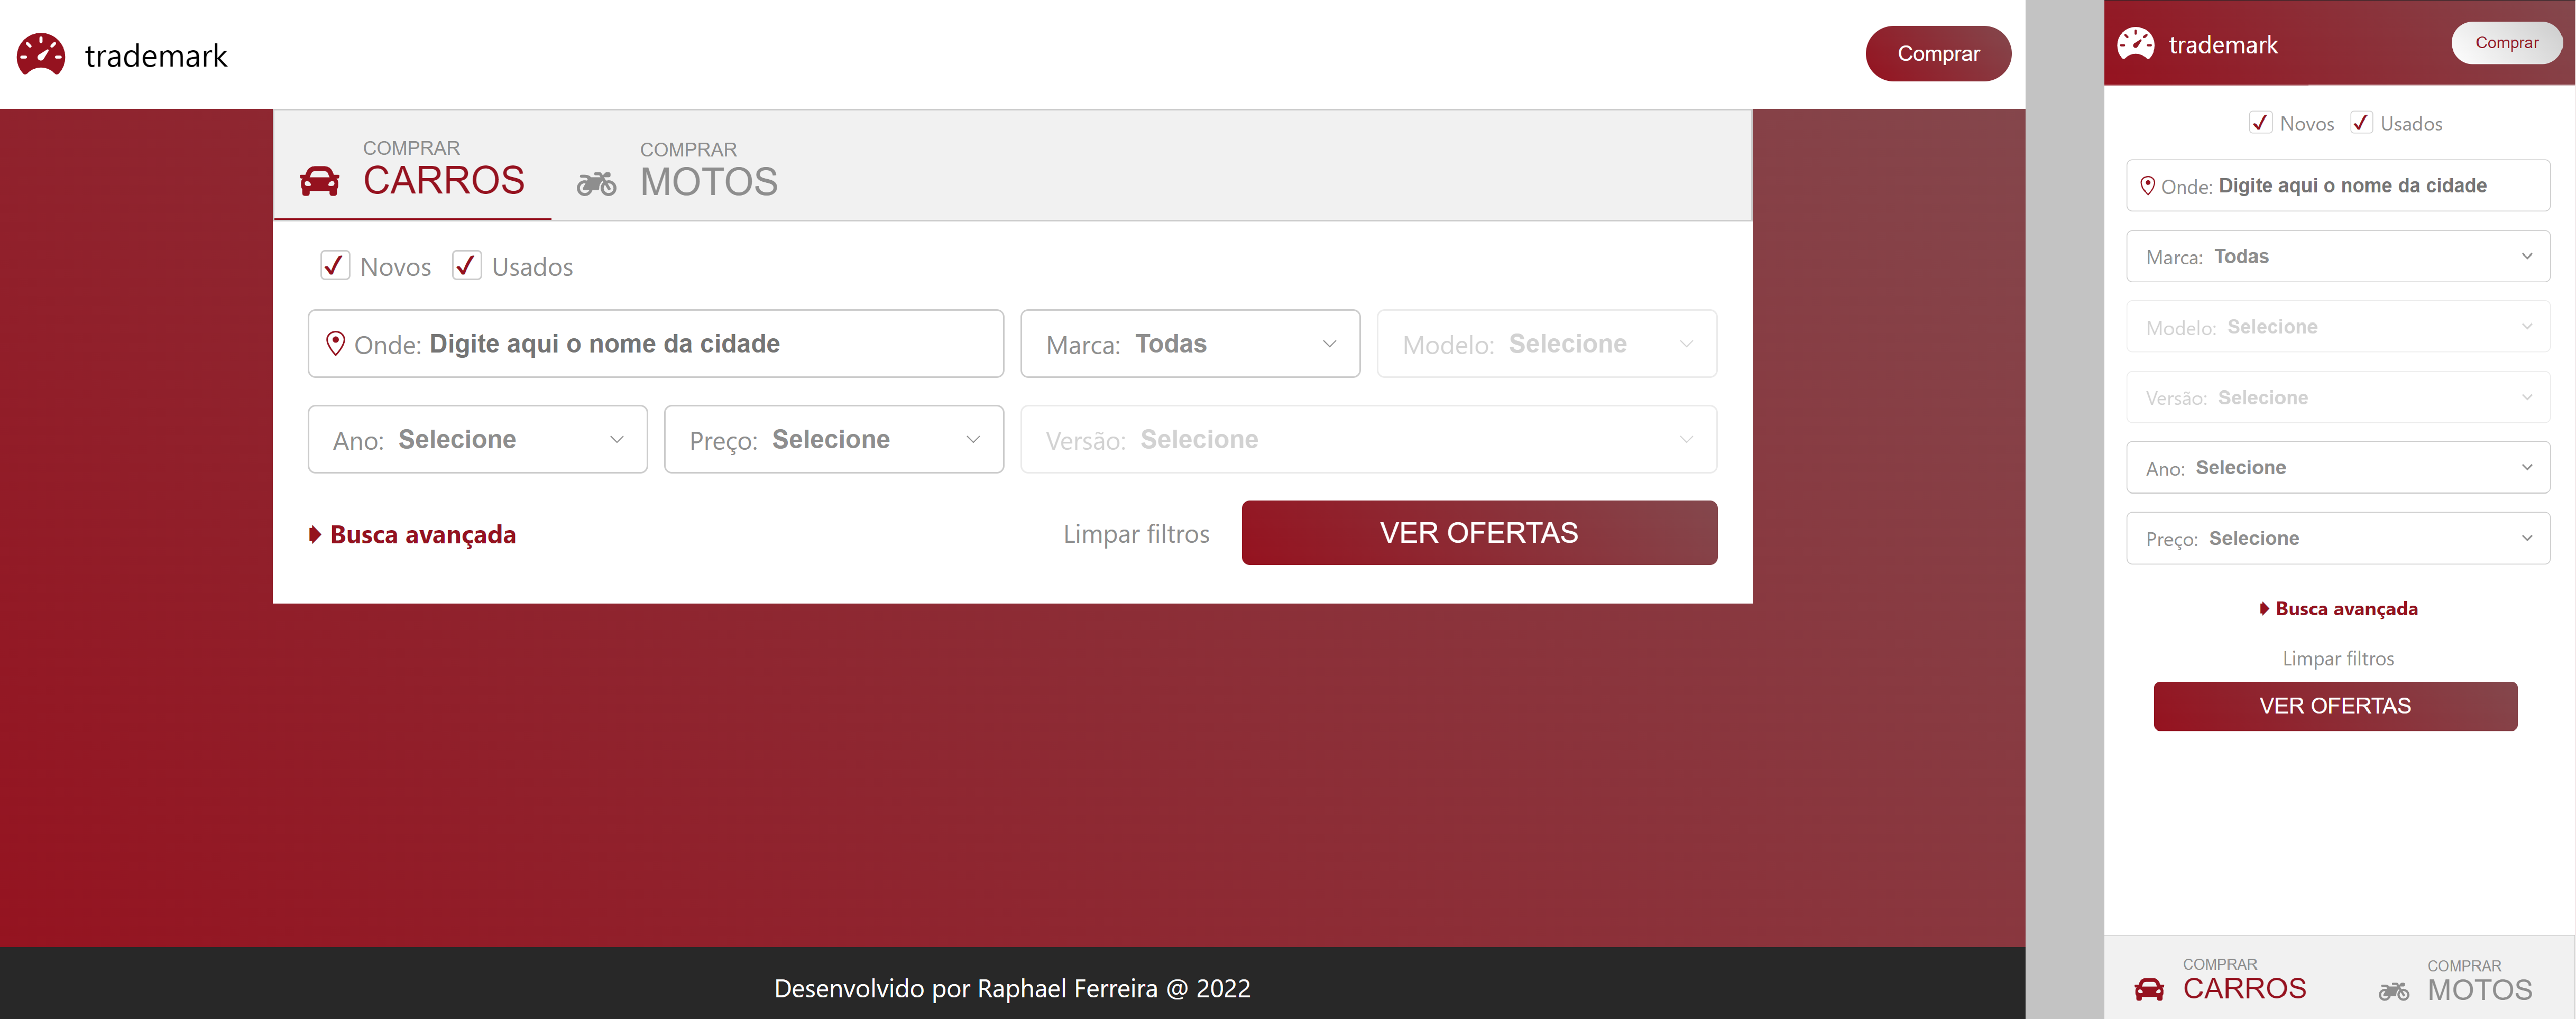 trademark
Comprar
COMPRAR
CARROS
COMPRAR
MOTOS
Novos Usados
Onde: Digite aqui o nome da cidade
Marca: Todas
Modelo: Selecione
Ano: Selecione
Preço: Selecione
Versão: Selecione
Busca avançada
Limpar filtros
VER OFERTAS
Desenvolvido por Raphael Ferreira @ 2022
trademark
Comprar
Novos Usados
Onde: Digite aqui o nome da cidade
Marca: Todas
Modelo: Selecione
Versão: Selecione
Ano: Selecione
Preço: Selecione
Busca avançada
Limpar filtros
VER OFERTAS
COMPRAR
CARROS
COMPRAR
MOTOS